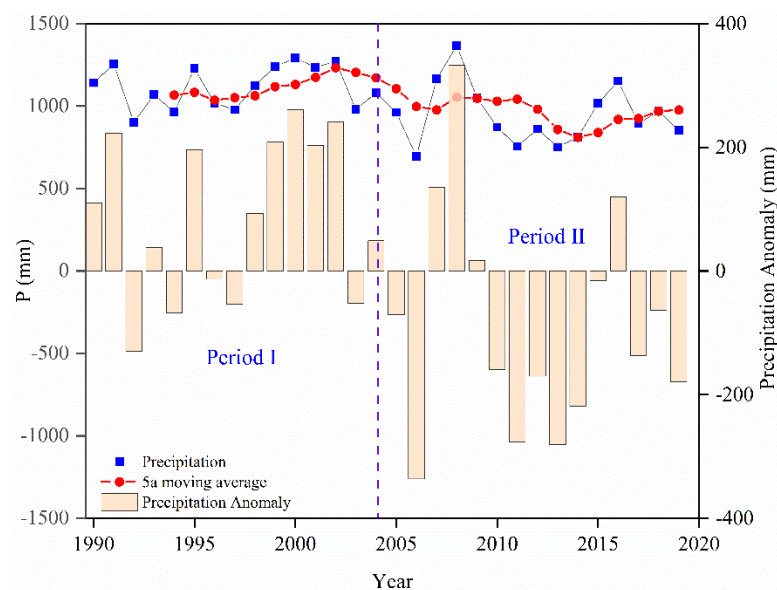 1500
1000
500
0
-500
-1000
-1500
P (mm)
400
200
0
-200
-400
Precipitation Anomaly (mm)
Period I
Period II
Precipitation
5a moving average
Precipitation Anomaly
1990 1995 2000 2005 2010 2015 2020
Year